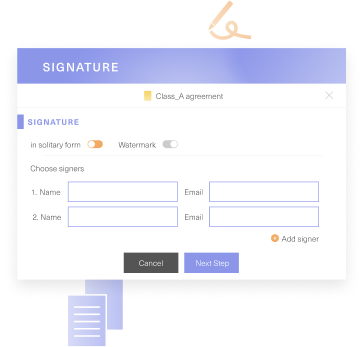 SIGNATURE
Class_A agreement
SIGNATURE
in solitary form Watermark
Choose signers
1. Name Email
2. Name Email
Add signer
Cancel Next Step